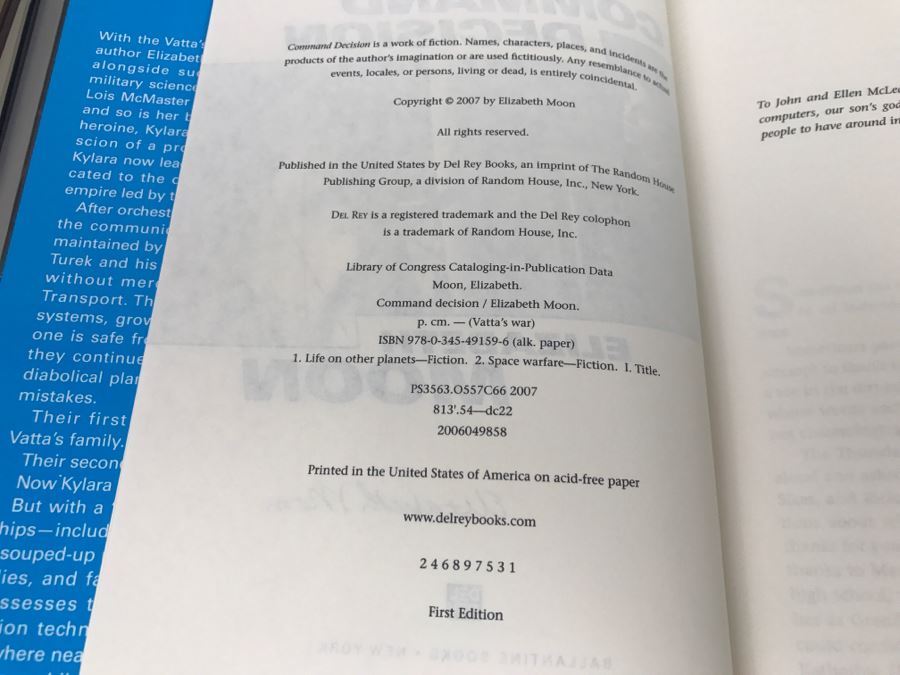 With the Vatta's
author Elizabet
alongside su
military science
Lois McMaster
and so is her
heroine, Kylara
scion of a pr
Kylara now lea
cated to the
empire led by
After orchest
the communi
maintained by
Turek and his
without mer
Transport. Th
systems, grow
one is safe fr
they continue
diabolical plan
mistakes.
Their first
Vatta's family.
Their second
Now Kylara
But with a
hips—includ
souped-up
lies, and fa
ssesses t
ion techn
where nea
Command Decision is a work of fiction. Names, characters, places, and incidents are the
products of the author's imagination or are used fictitiously. Any resemblance to actual
events, locales, or persons, living or dead, is entirely coincidental.
Copyright © 2007 by Elizabeth Moon
All rights reserved.
Published in the United States by Del Rey Books, an imprint of The Random House
Publishing Group, a division of Random House, Inc., New York.
DEL REY is a registered trademark and the Del Rey colophon
is a trademark of Random House, Inc.
Library of Congress Cataloging-in-Publication Data
Moon, Elizabeth.
Command decision / Elizabeth Moon.
p. cm. — (Vatta's war)
ISBN 978-0-345-49159-6 (alk. paper)
1. Life on other planets—Fiction. 2. Space warfare—Fiction. I. Title.
PS3563.O557C66 2007
813'.54—dc22
2006049858
Printed in the United States of America on acid-free paper
www.delreybooks.com
2 4 6 8 9 7 5 3 1
First Edition
To John and Ellen McLe
computers, our son's god
people to have around in